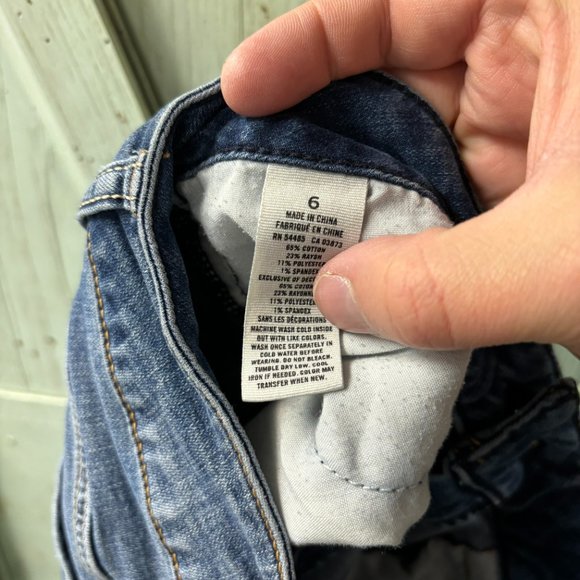 6
MADE IN CHINA
FABRIQUÉ EN CHINE
RN 54485 CA 03873
65% COTTON
23% RAYON
11% POLYESTER
1% SPANDEX
EXCLUSIVE OF
65% COTON
23% RAYONNE
11% POLYESTER
1% SPANDEX
SANS LES DÉCORATIONS
MACHINE WASH COLD INSIDE
OUT WITH LIKE COLORS.
WASH ONCE SEPARATELY IN
COLD WATER BEFORE
WEARING. DO NOT BLEACH.
TUMBLE DRY LOW. COOL
IRON IF NEEDED. COLOR MAY
TRANSFER WHEN NEW.